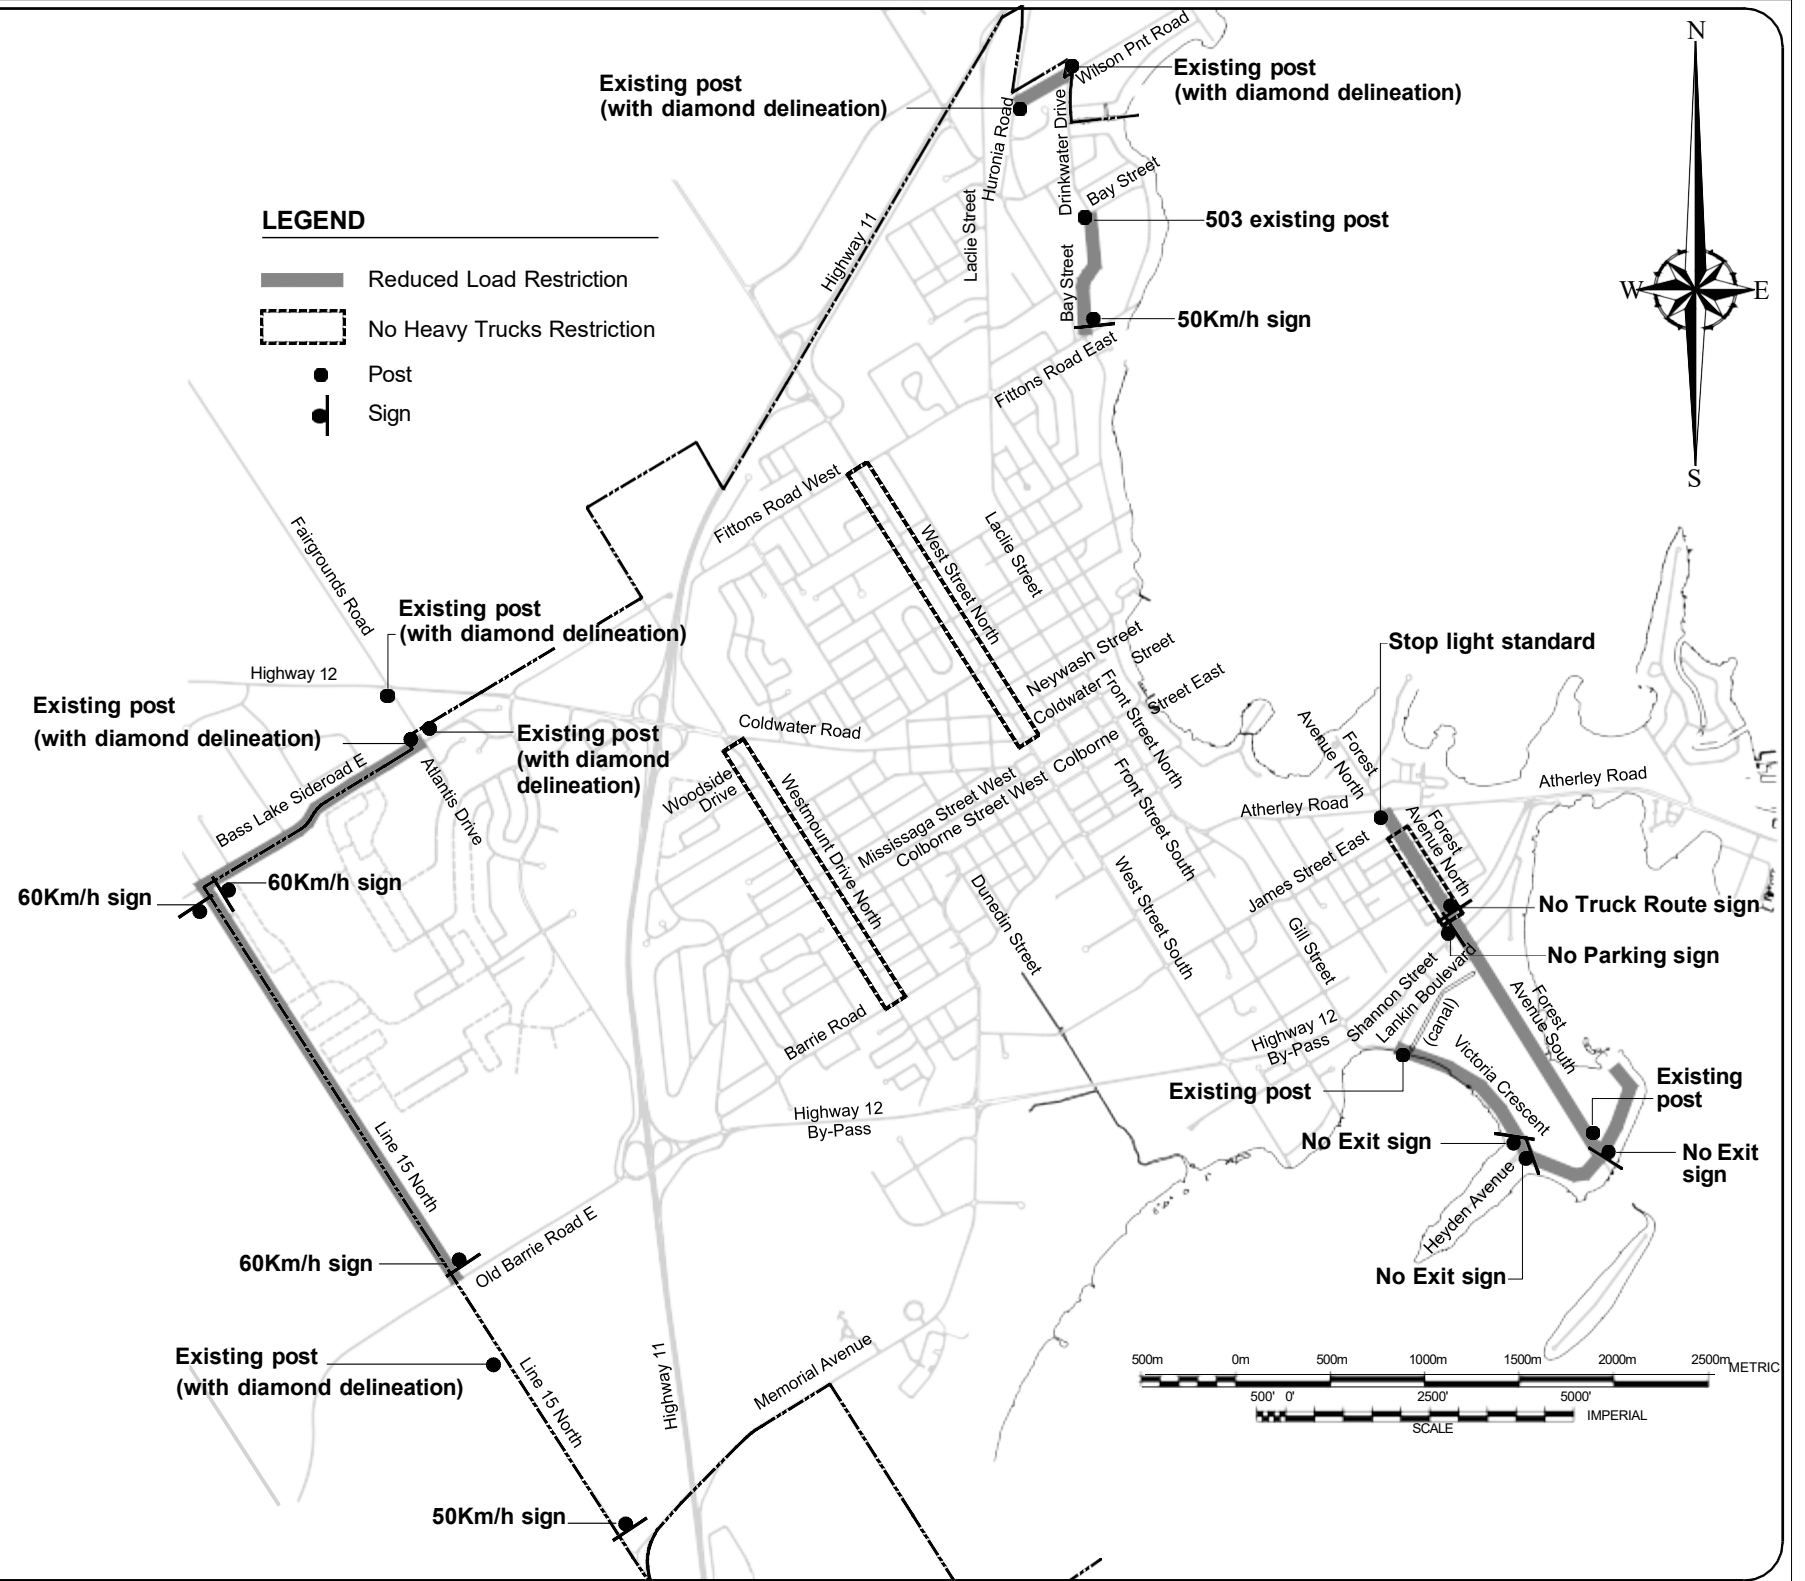 N
Wilson Pnt Road
Existing post
(with diamond delineation)
Existing post
(with diamond delineation)
Huronia Road
Drinkwater Drive
Bay Street
LEGEND
Laclie Street
Highway 11
503 existing post
Reduced Load Restriction
Bay Street
W
E
No Heavy Trucks Restriction
50Km/h sign
Post
Fittons Road East
Sign
S
Fittons Road West
Fairgrounds
Road
West Street North
Laclie Street
Existing post
(with diamond delineation)
Neywash Street
Street
Stop light standard
Highway 12
Coldwater
Front Street North
Street East
Existing post
(with diamond delineation)
Existing post
(with diamond
delineation)
Coldwater Road
Colborne
Forest
Avenue North
Bass Lake Sideroad E
Atlantis Drive
Woodside
Drive
Westmount Drive North
Mississaga Street West
Colborne Street West
Front Street South
Atherley Road
Atherley Road
Forest
Avenue North
James Street East
60Km/h sign
60Km/h sign
Dunedin Street
West Street South
Gill Street
No Truck Route sign
No Parking sign
Shannon Street
Lankin Boulevard
(canal)
Forest
Avenue South
Barrie Road
Highway 12
By-Pass
Victoria Crescent
Existing post
Existing
post
Highway 12
By-Pass
Line 15 North
No Exit sign
No Exit
sign
Heyden Avenue
Old Barrie Road E
60Km/h sign
No Exit sign
Existing post
(with diamond delineation)
Line 15 North
Highway 11
Memorial Avenue
500m 0m 500m 1000m 1500m 2000m 2500m
METRIC
500' 0' 2500' 5000'
IMPERIAL
SCALE
50Km/h sign